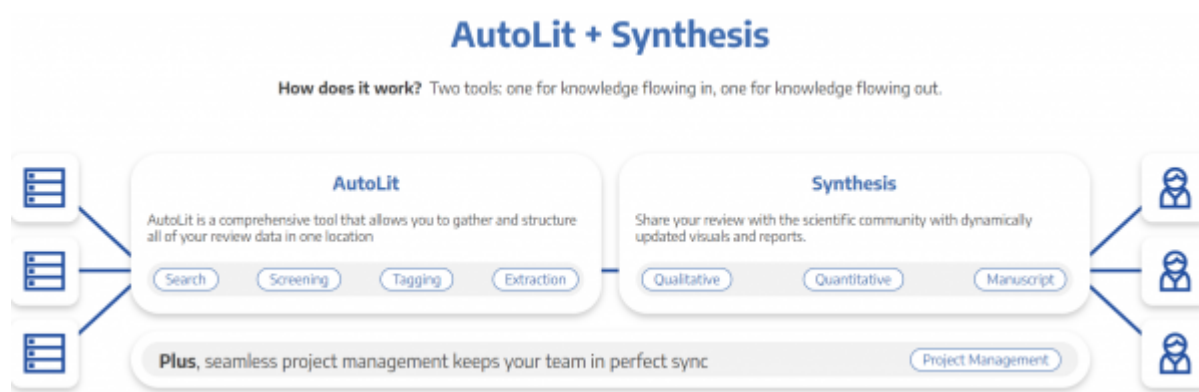 AutoLit + Synthesis
How does it work? Two tools: one for knowledge flowing in, one for knowledge flowing out.
AutoLit
AutoLit is a comprehensive tool that allows you to gather and structure
all of your review data in one location
Search
Screening
Tagging
Extraction
Synthesis
Share your review with the scientific community with dynamically
updated visuals and reports.
Qualitative
Quantitative
Manuscript
Plus, seamless project management keeps your team in perfect sync
Project Management